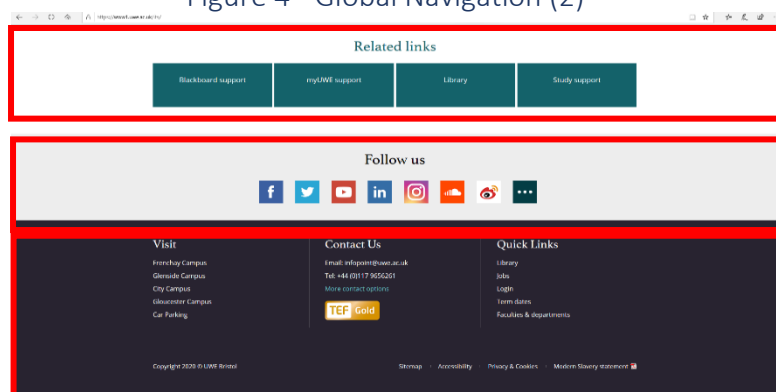 Figure 4 - Global Navigation (2)
Related links
Blackboard support myUWE support Library Study support
Follow us
Visit Contact Us Quick Links
Frenchay Campus Email: infopoint@uwe.ac.uk Library
Glenside Campus Tel: +44 (0)117 9656261 Jobs
City Campus More contact options Login
Gloucester Campus Term dates
Car Parking TEF Gold Faculties & departments
Copyright 2020 © UWE Bristol Sitemap Accessibility Privacy & Cookies Modern Slavery statement